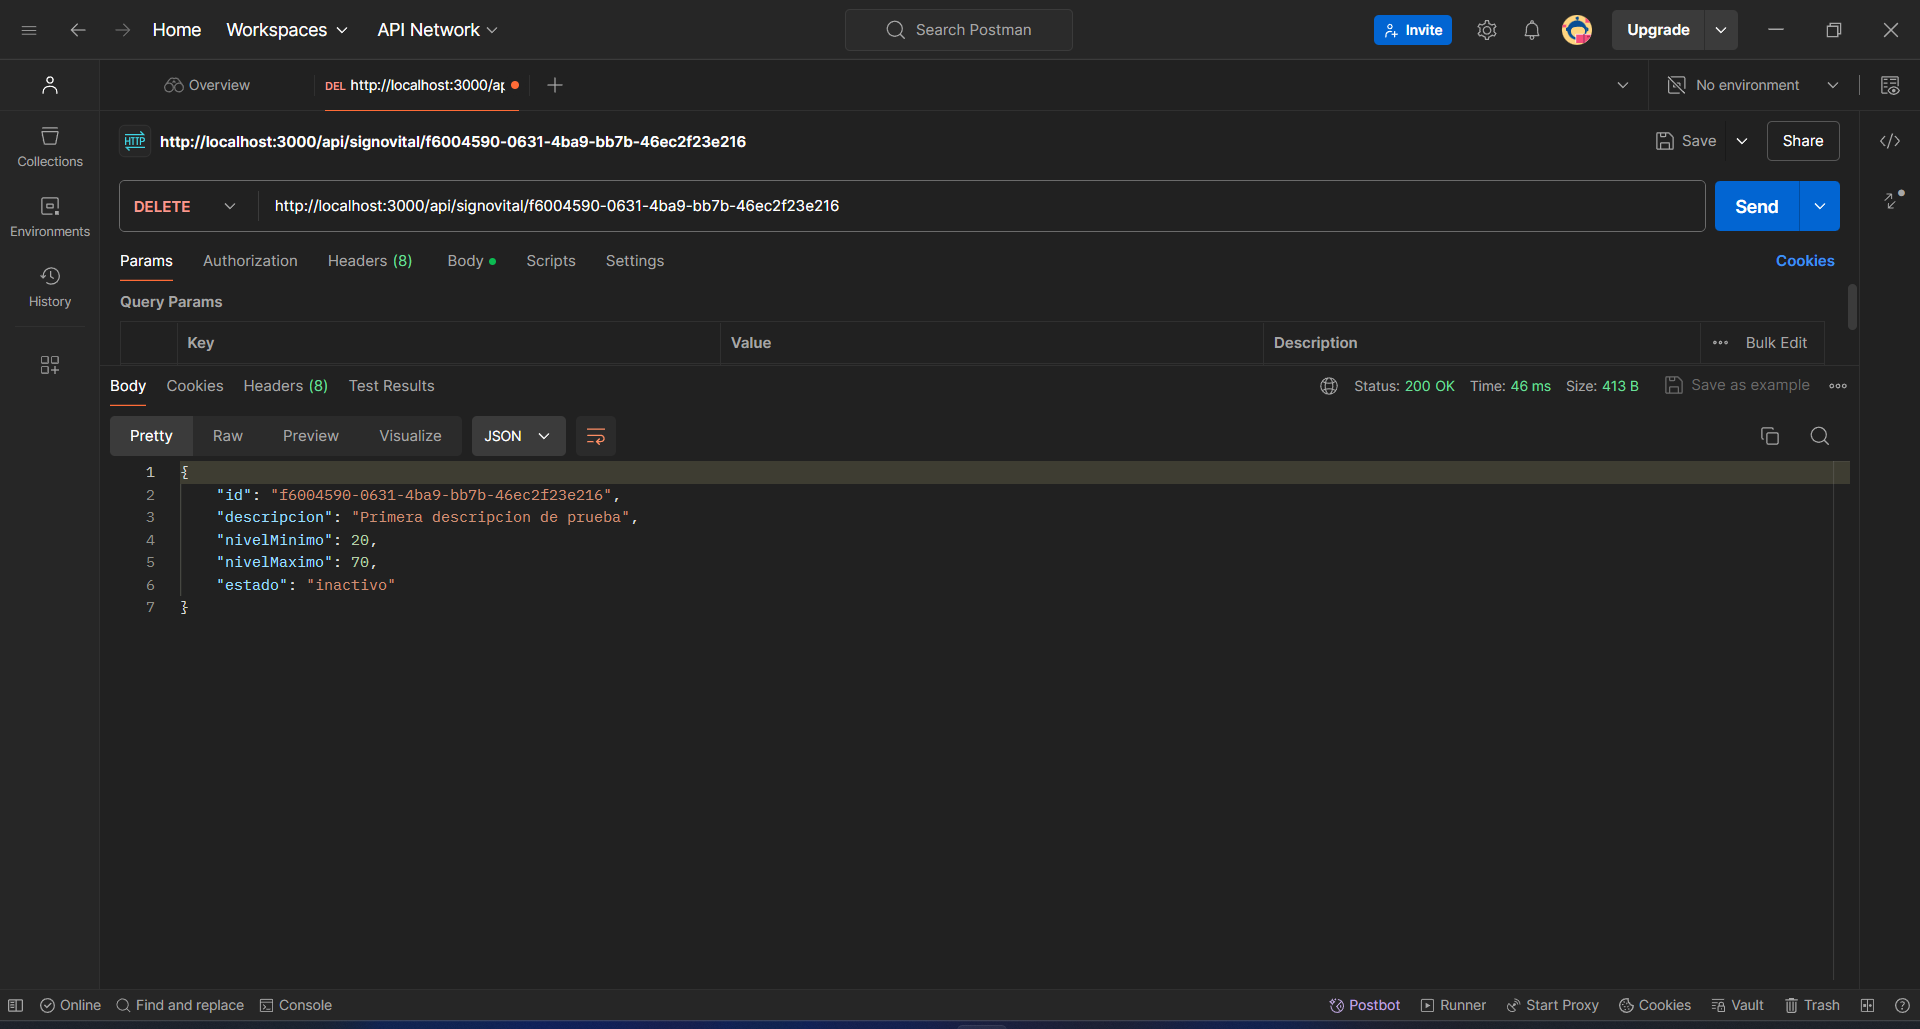 Home Workspaces API Network Search Postman Invite Upgrade
Overview DEL http://localhost:3000/ap No environment
HTTP http://localhost:3000/api/signovital/f6004590-0631-4ba9-bb7b-46ec2f23e216 Save Share
Collections
DELETE http://localhost:3000/api/signovital/f6004590-0631-4ba9-bb7b-46ec2f23e216 Send
Environments
Params Authorization Headers (8) Body Scripts Settings Cookies
History
Query Params
Key Value Description Bulk Edit
Body Cookies Headers (8) Test Results Status: 200 OK Time: 46 ms Size: 413 B Save as example
Pretty Raw Preview Visualize JSON
1 {
2 "id": "f6004590-0631-4ba9-bb7b-46ec2f23e216",
3 "descripcion": "Primera descripcion de prueba",
4 "nivelMinimo": 20,
5 "nivelMaximo": 70,
6 "estado": "inactivo"
7 }
Online Find and replace Console Postbot Runner Start Proxy Cookies Vault Trash